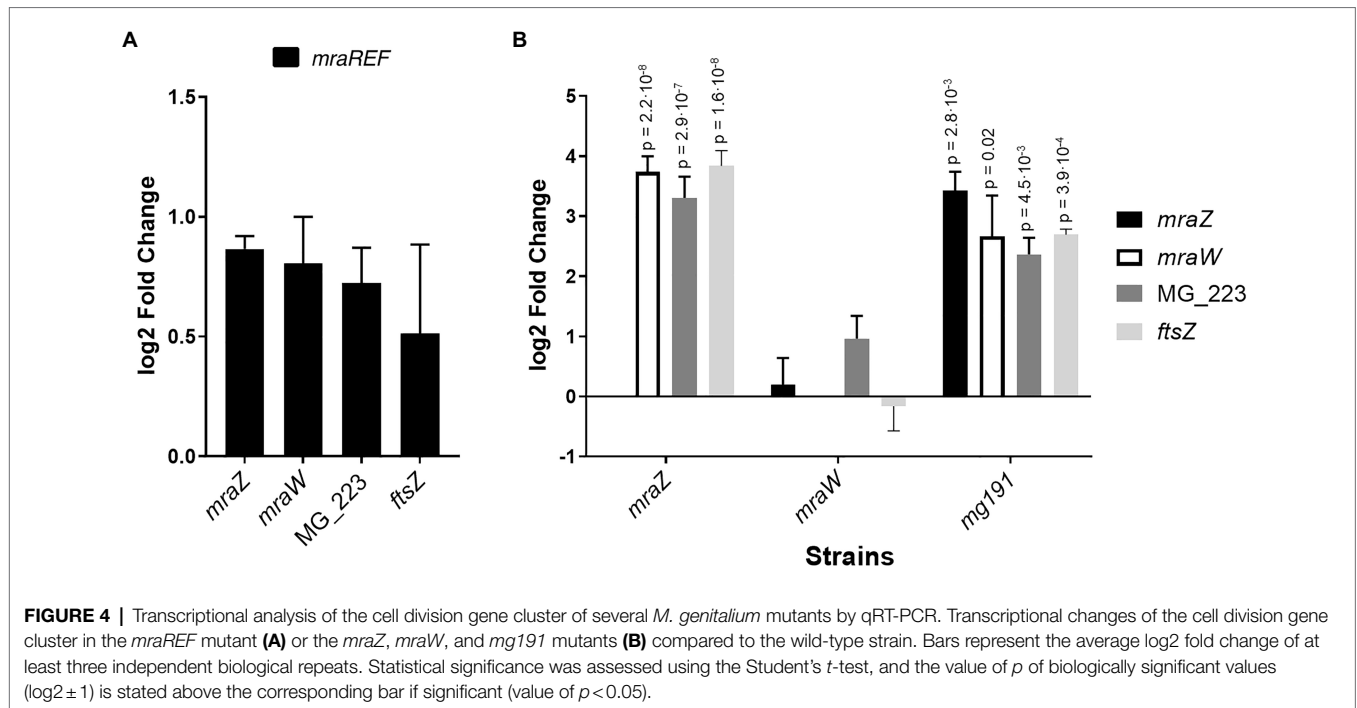 A
mraREF
log2 Fold Change
1.5
1.0
0.5
0.0
mraZ
mraW
MG_223
ftsZ
B
log2 Fold Change
5
4
3
2
1
0
-1
p = 2.2·10⁻⁸
p = 2.9·10⁻⁷
p = 1.6·10⁻⁸
p = 2.8·10⁻³
p = 0.02
p = 4.5·10⁻³
p = 3.9·10⁻⁴
mraZ
mraW
mg191
Strains
mraZ
mraW
MG_223
ftsZ
FIGURE 4 | Transcriptional analysis of the cell division gene cluster of several M. genitalium mutants by qRT-PCR. Transcriptional changes of the cell division gene
cluster in the mraREF mutant (A) or the mraZ, mraW, and mg191 mutants (B) compared to the wild-type strain. Bars represent the average log2 fold change of at
least three independent biological repeats. Statistical significance was assessed using the Student's t-test, and the value of p of biologically significant values
(log2 ± 1) is stated above the corresponding bar if significant (value of p < 0.05).